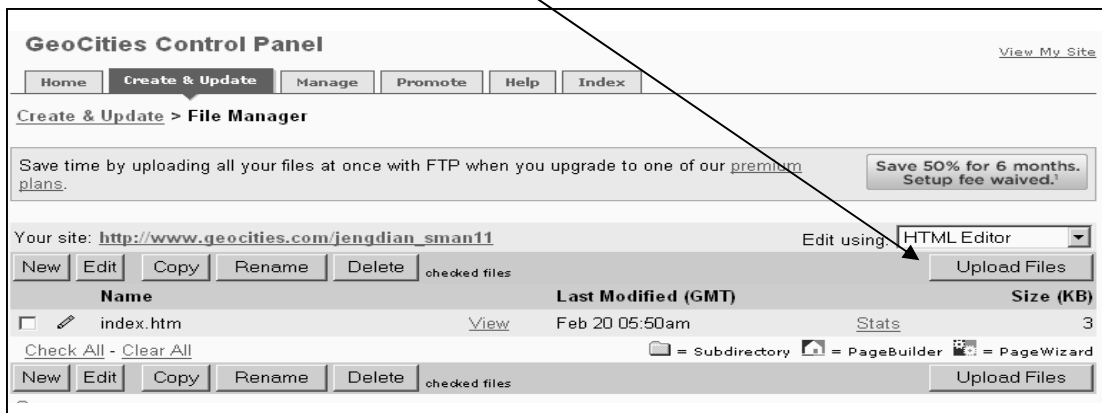 GeoCities Control Panel
View My Site
Home Create & Update Manage Promote Help Index
Create & Update > File Manager
Save time by uploading all your files at once with FTP when you upgrade to one of our premium
plans.
Save 50% for 6 months.
Setup fee waived.¹
Your site: http://www.geocities.com/jengdian_sman11 Edit using: HTML Editor
New Edit Copy Rename Delete checked files Upload Files
Name Last Modified (GMT) Size (KB)
index.htm View Feb 20 05:50am Stats 3
Check All - Clear All = Subdirectory = PageBuilder = PageWizard
New Edit Copy Rename Delete checked files Upload Files